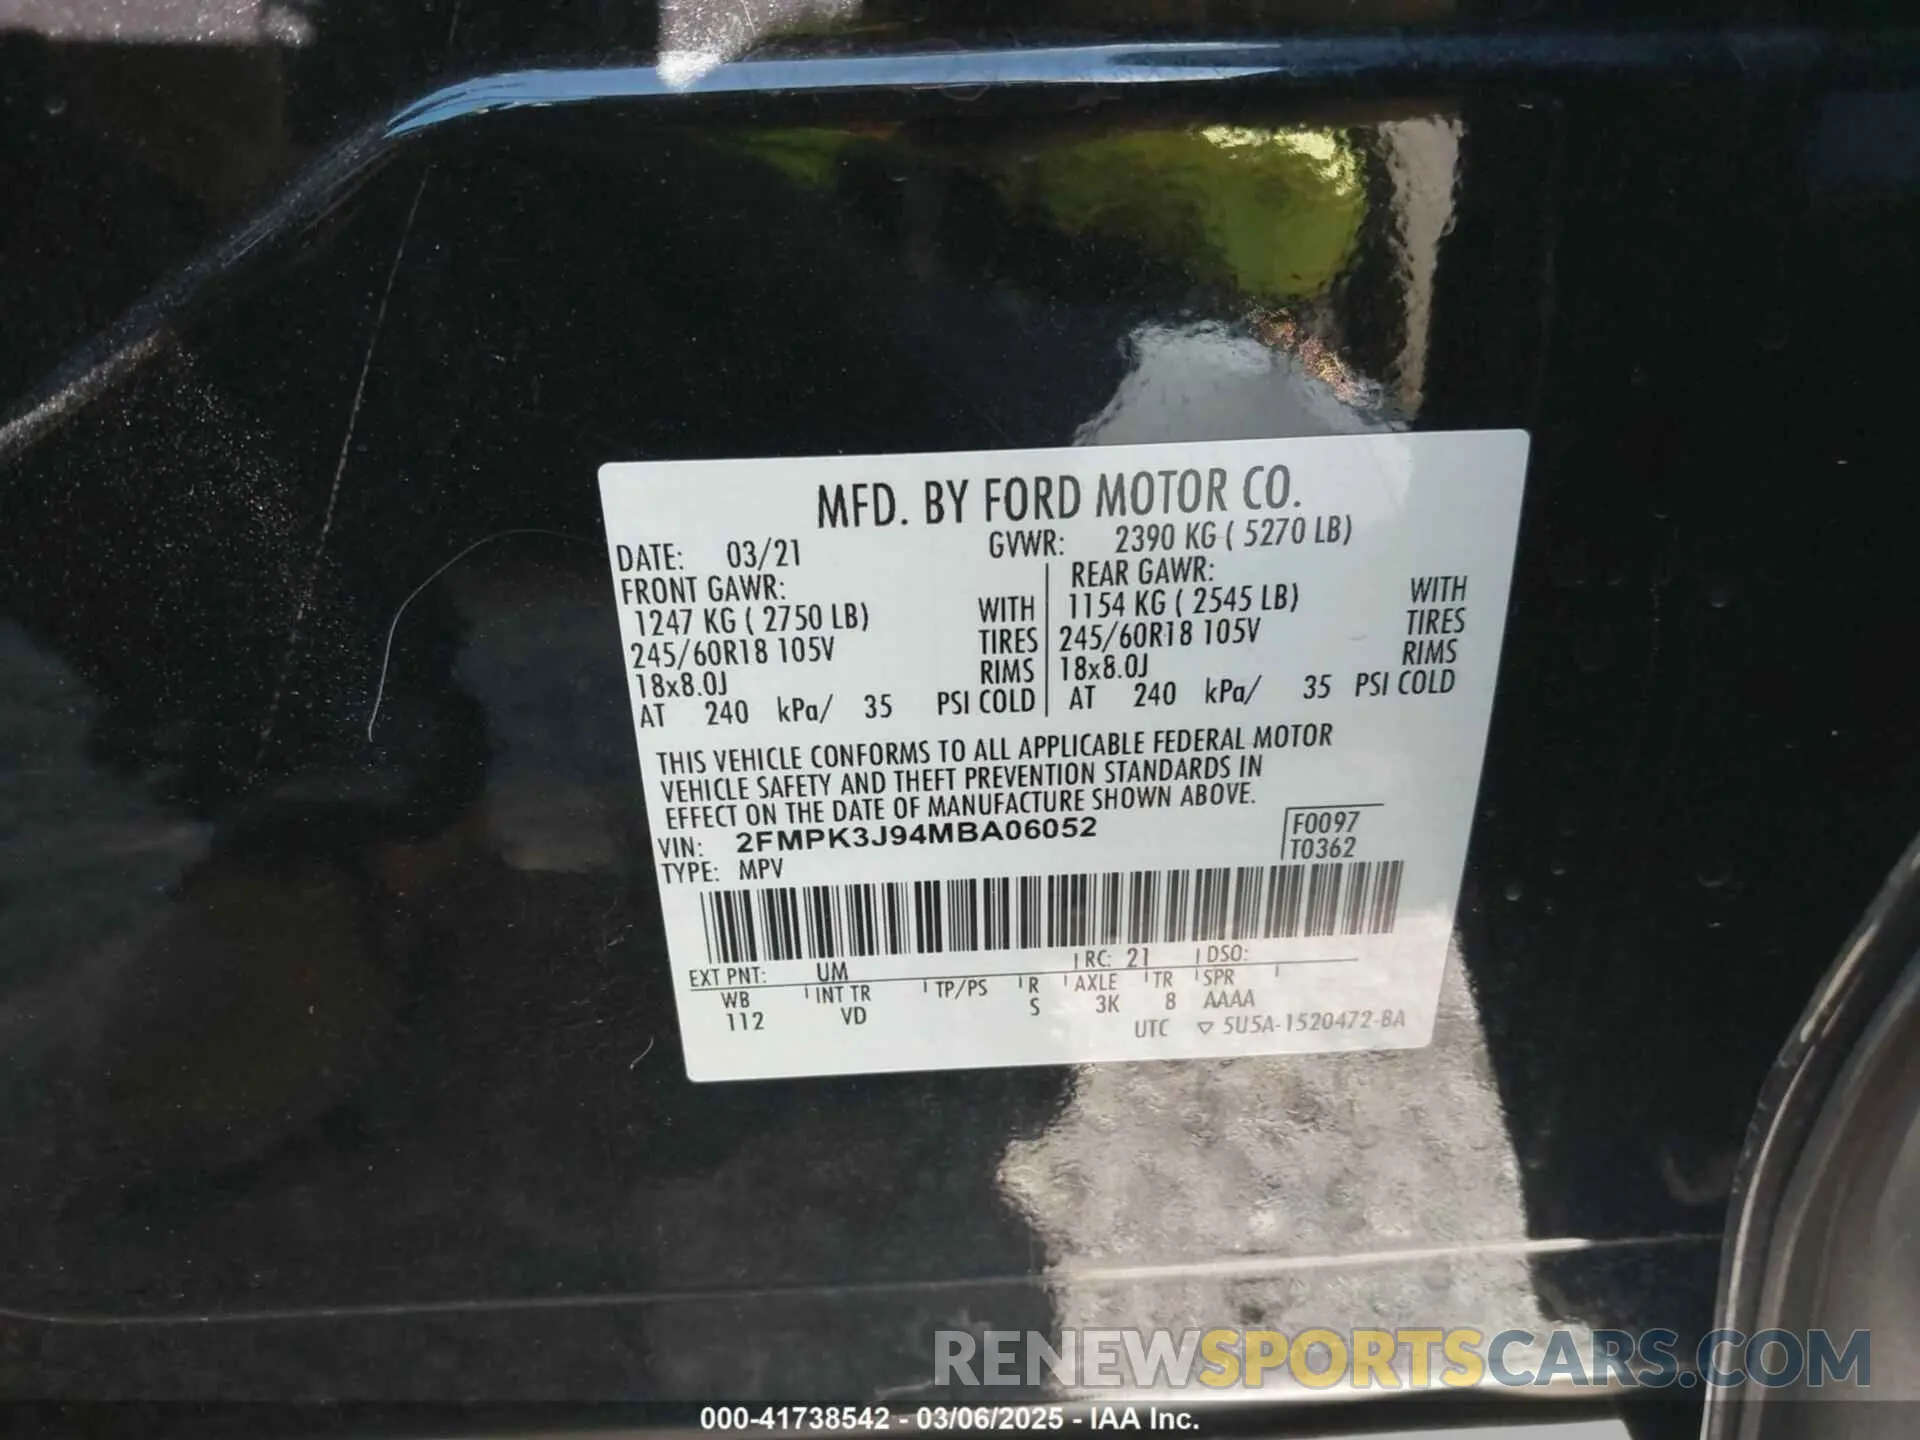 MFD. BY FORD MOTOR CO.
DATE: 03/21 GVWR: 2390 KG ( 5270 LB)
FRONT GAWR: REAR GAWR:
1247 KG ( 2750 LB) WITH 1154 KG ( 2545 LB) WITH
245/60R18 105V TIRES 245/60R18 105V TIRES
18x8.0J RIMS 18x8.0J RIMS
AT 240 kPa/ 35 PSI COLD AT 240 kPa/ 35 PSI COLD
THIS VEHICLE CONFORMS TO ALL APPLICABLE FEDERAL MOTOR
VEHICLE SAFETY AND THEFT PREVENTION STANDARDS IN
EFFECT ON THE DATE OF MANUFACTURE SHOWN ABOVE.
VIN: 2FMPK3J94MBA06052 F0097
TYPE: MPV T0362
EXT PNT: UM RC: 21 DSO:
WB INT TR TP/PS R AXLE TR SPR
112 VD S 3K 8 AAAA
UTC ▽ 5U5A-1520472-BA
RENEWSPORTSCARS.COM
000-41738542 - 03/06/2025 - IAA Inc.